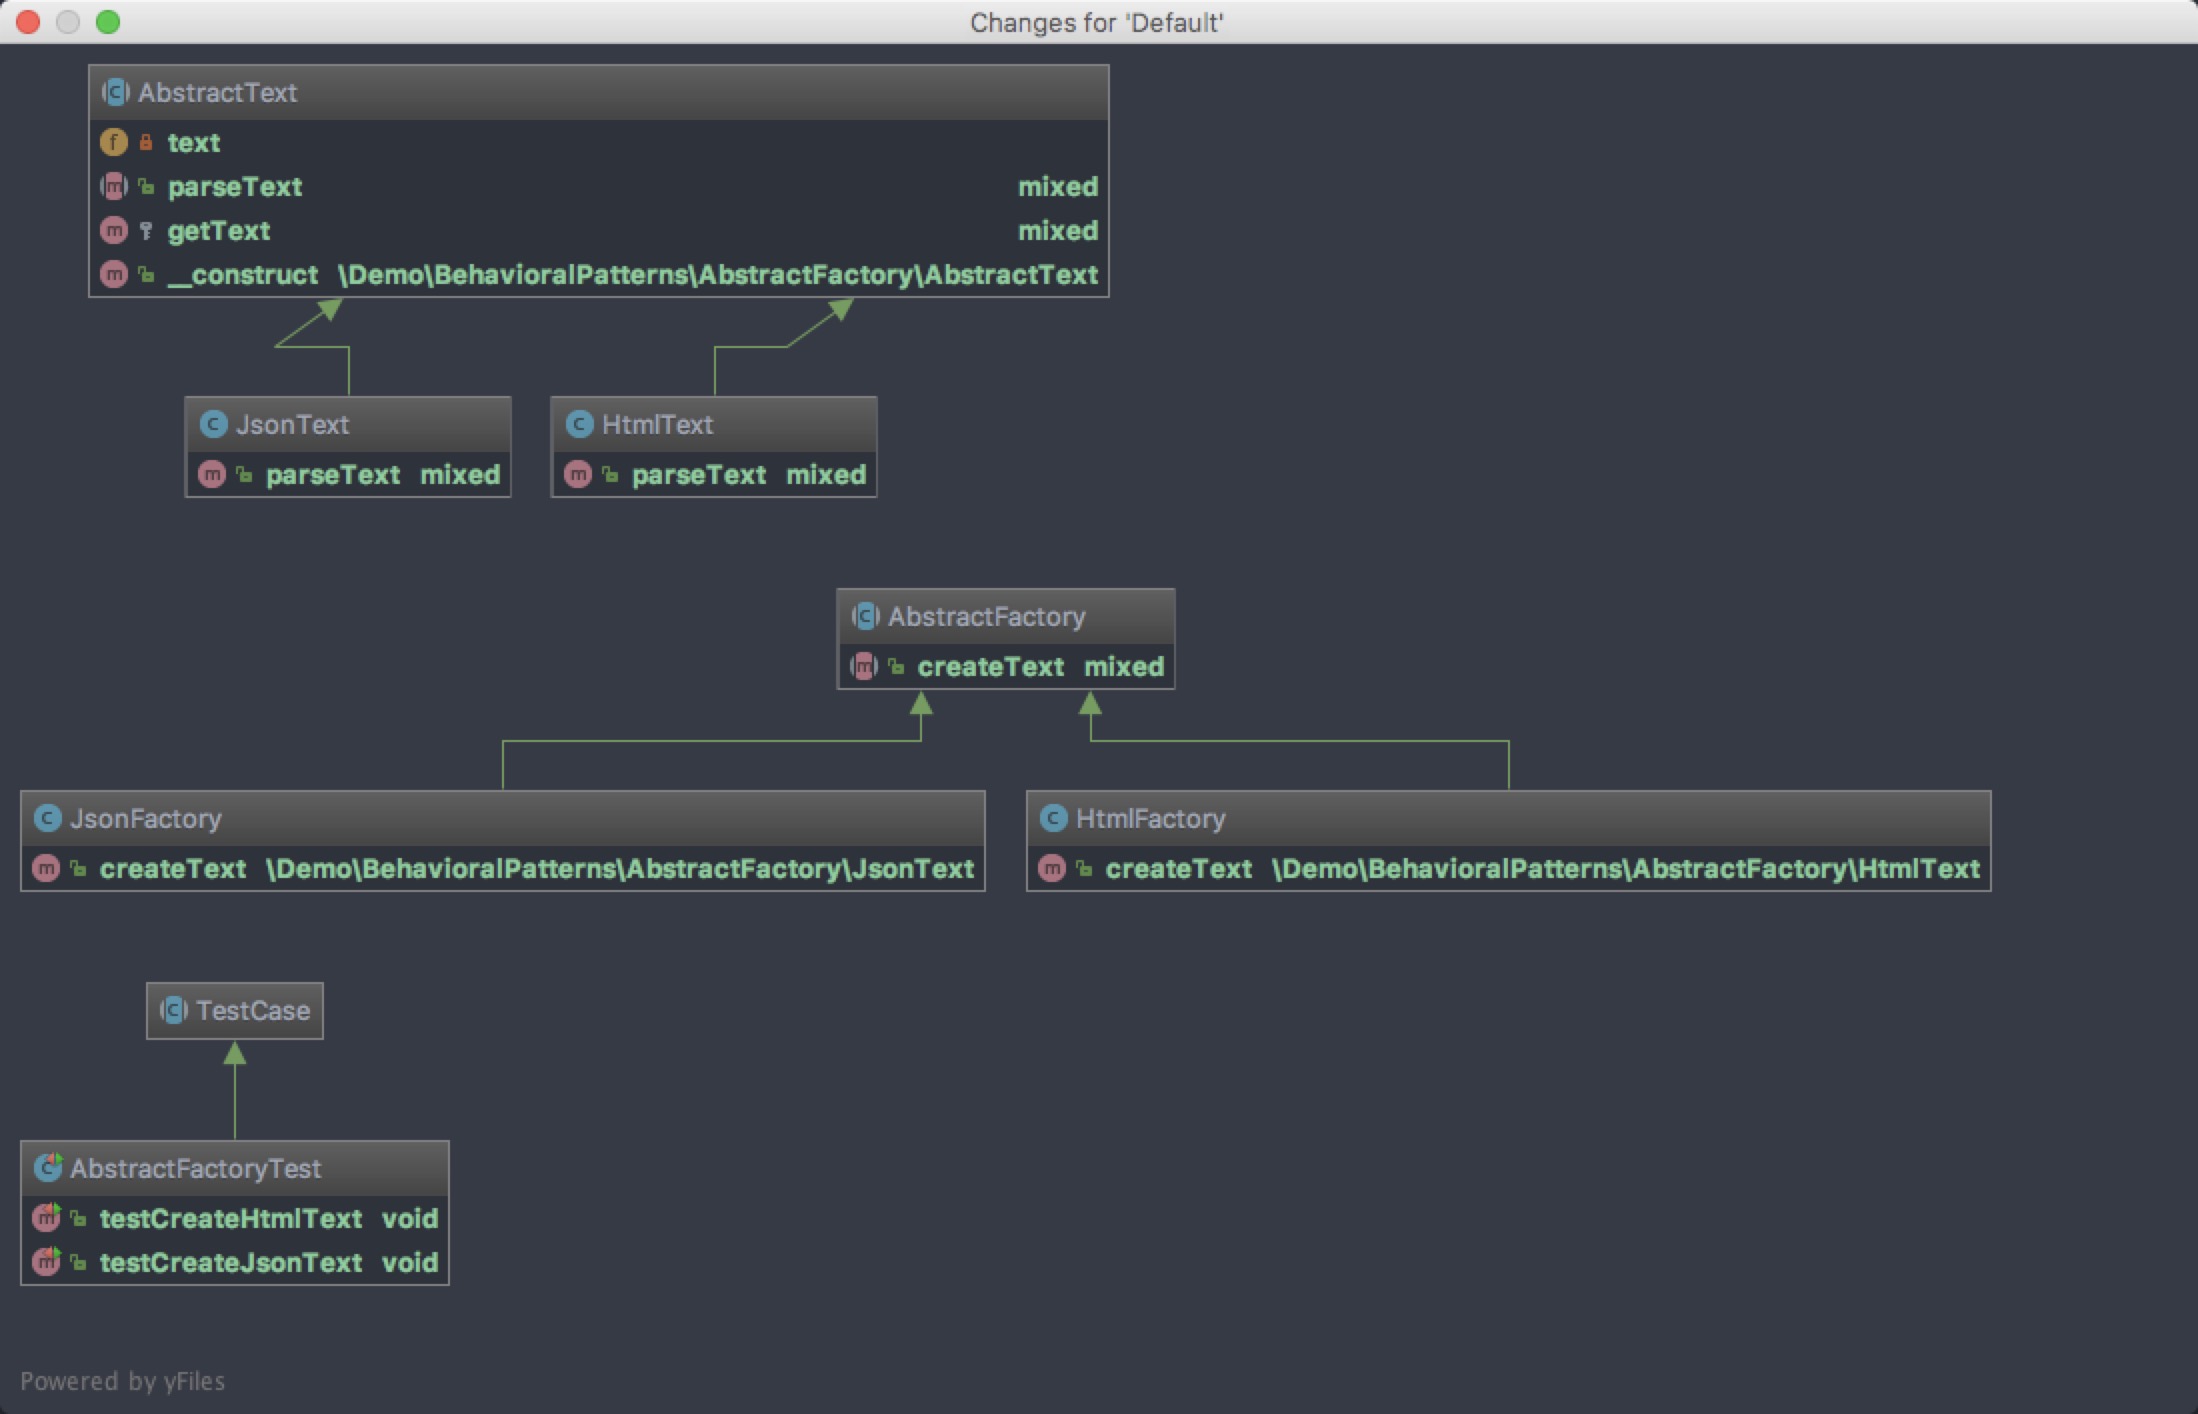 Changes for 'Default'
AbstractText
text
parseText mixed
getText mixed
__construct \Demo\BehavioralPatterns\AbstractFactory\AbstractText
JsonText
parseText mixed
HtmlText
parseText mixed
AbstractFactory
createText mixed
JsonFactory
createText \Demo\BehavioralPatterns\AbstractFactory\JsonText
HtmlFactory
createText \Demo\BehavioralPatterns\AbstractFactory\HtmlText
TestCase
AbstractFactoryTest
testCreateHtmlText void
testCreateJsonText void
Powered by yFiles